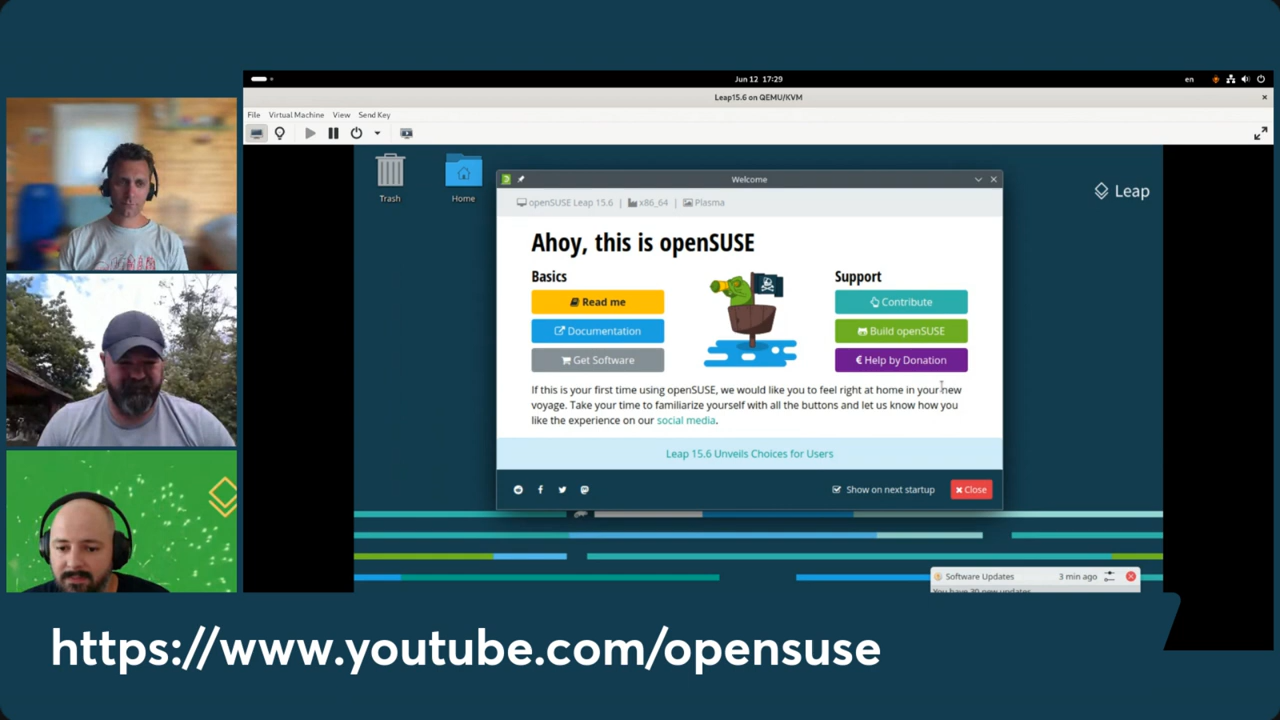 Jun 12 17:29
en
Leap15.6 on QEMU/KVM
File Virtual Machine View Send Key
Trash
Home
Leap
Welcome
openSUSE Leap 15.6 | x86_64 | Plasma
Ahoy, this is openSUSE
Basics
Read me
Documentation
Get Software
Support
Contribute
Build openSUSE
Help by Donation
If this is your first time using openSUSE, we would like you to feel right at home in your new
voyage. Take your time to familiarize yourself with all the buttons and let us know how you
like the experience on our social media.
Leap 15.6 Unveils Choices for Users
Show on next startup
Close
Software Updates 3 min ago
You have 30 new updates
https://www.youtube.com/opensuse